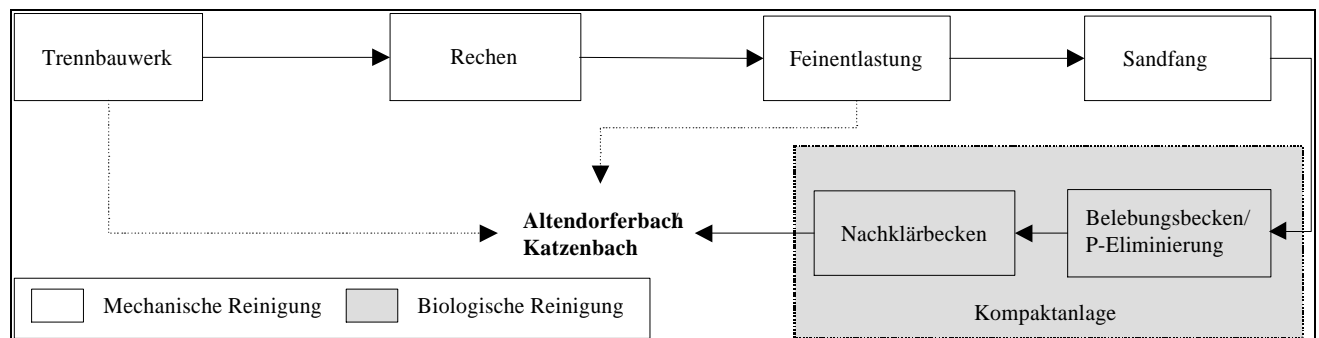 Trennbauwerk
Rechen
Feinentlastung
Sandfang
Altendorferbach
Katzenbach
Nachklärbecken
Belebungsbecken/
P-Eliminierung
Kompaktanlage
Mechanische Reinigung
Biologische Reinigung